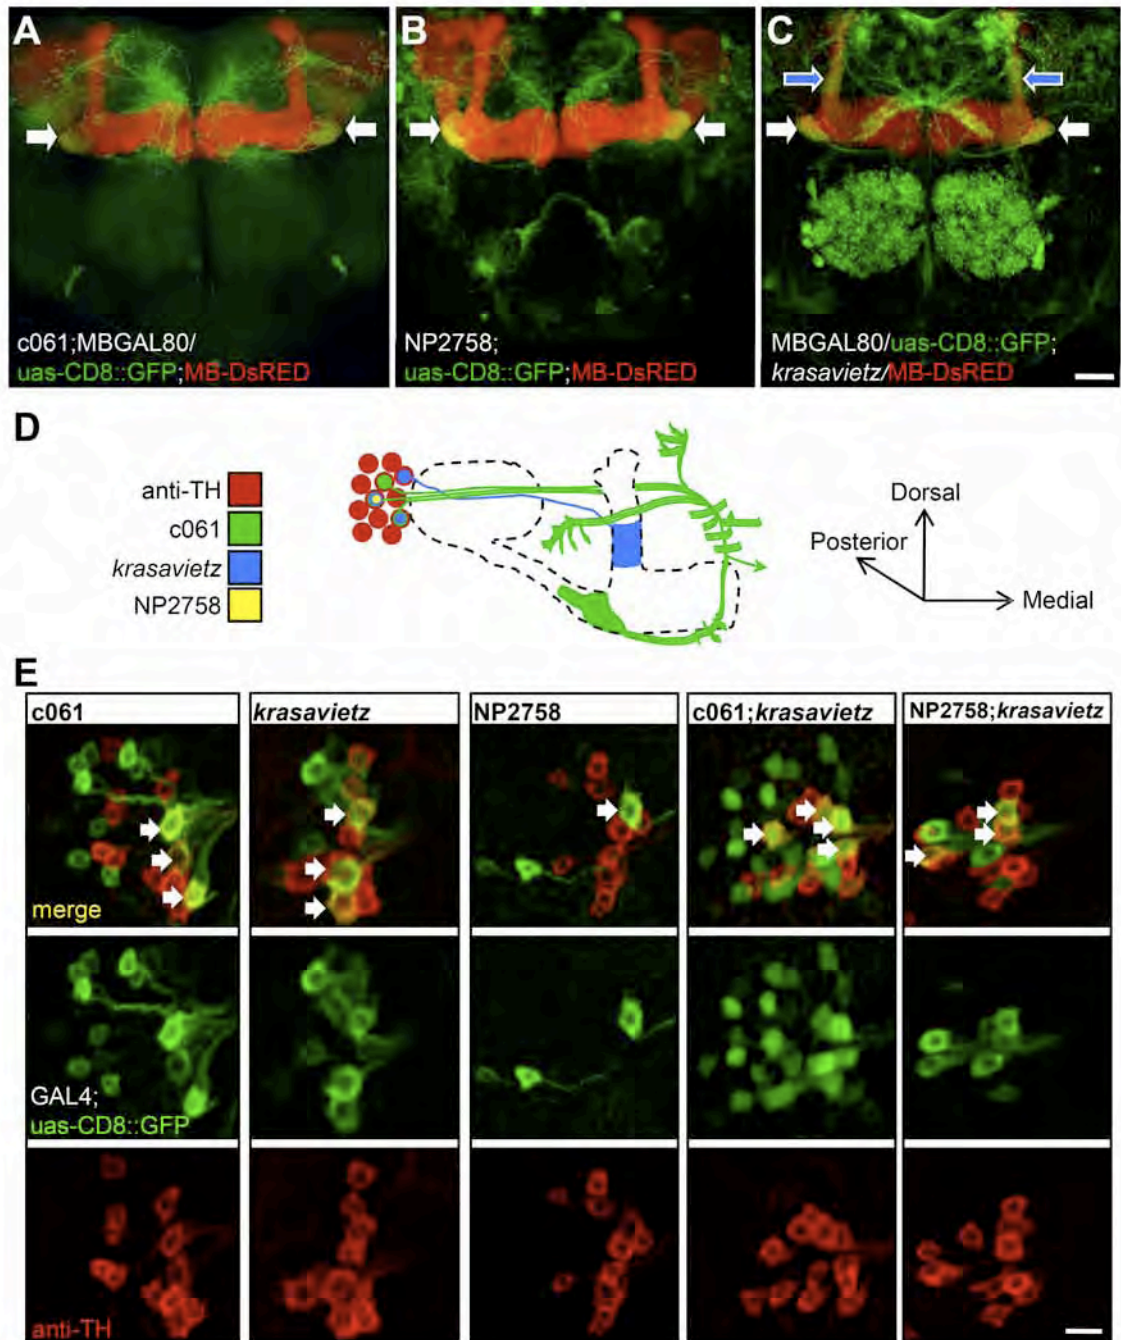 A
B
C
c061;MBGAL80/
uas-CD8::GFP;MB-DsRED
NP2758;
uas-CD8::GFP;MB-DsRED
MBGAL80/uas-CD8::GFP;
krasavietz/MB-DsRED
D
anti-TH
c061
krasavietz
NP2758
Dorsal
Posterior
Medial
E
c061
krasavietz
NP2758
c061;krasavietz
NP2758;krasavietz
merge
GAL4;
uas-CD8::GFP
anti-TH